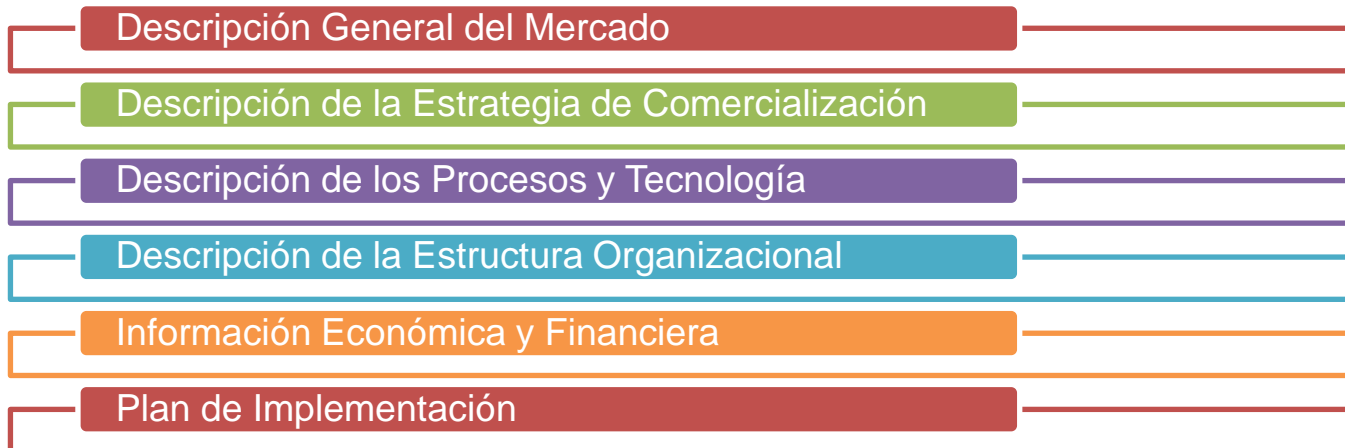 Descripción General del Mercado
Descripción de la Estrategia de Comercialización
Descripción de los Procesos y Tecnología
Descripción de la Estructura Organizacional
Información Económica y Financiera
Plan de Implementación